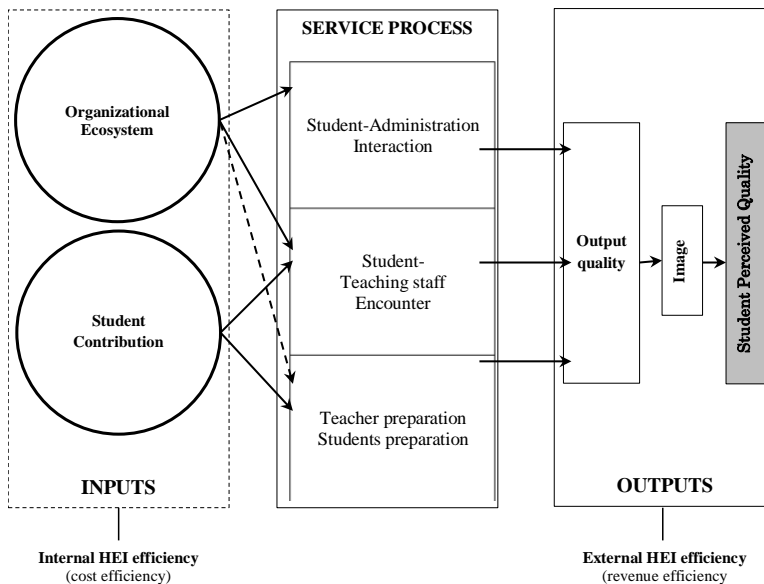 Organizational
Ecosystem
Student
Contribution
INPUTS
Internal HEI efficiency
(cost efficiency)
SERVICE PROCESS
Student-Administration
Interaction
Student-
Teaching staff
Encounter
Teacher preparation
Students preparation
Output
quality
Image
Student Perceived Quality
OUTPUTS
External HEI efficiency
(revenue efficiency